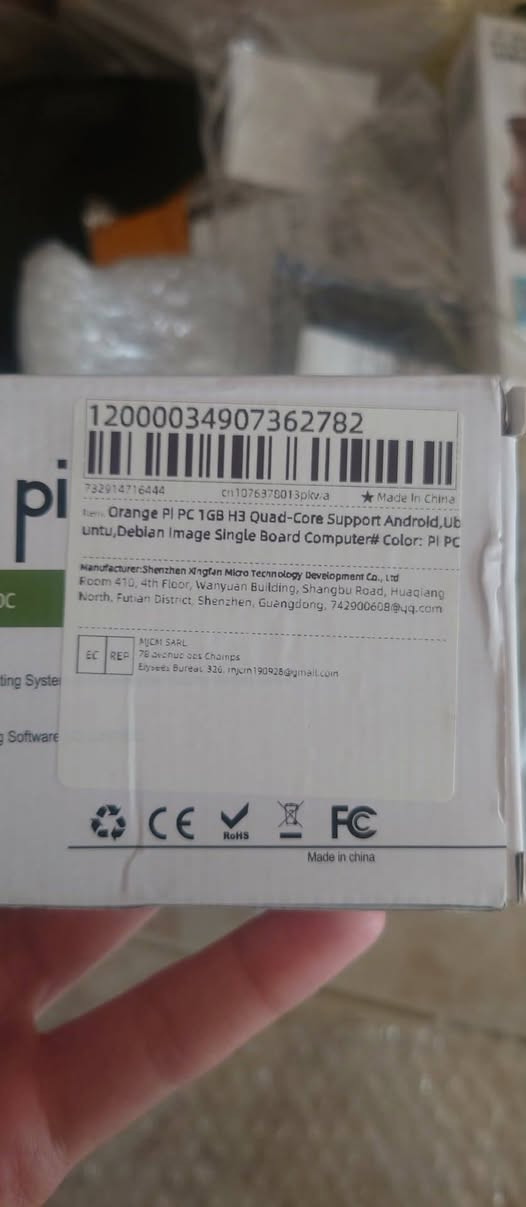 12000034907362782
732914716444 cn1076378013pkwa ★ Made In China
Item: Orange Pi PC 1GB H3 Quad-Core Support Android,Ub
untu,Debian Image Single Board Computer# Color: Pi PC
Manufacturer:Shenzhen Xingfan Micro Technology Development Co., Ltd
Room 410, 4th Floor, Wanyuan Building, Shangbu Road, Huaqiang
North, Futian District, Shenzhen, Guangdong, 742900608@qq.com
EC REP
MJCM SARL
78 avenue des Champs
Elysees Bureau 326, mjcm190928@gmail.com
pi
PC
ting Syste
g Software
CE
RoHS
FC
Made in china